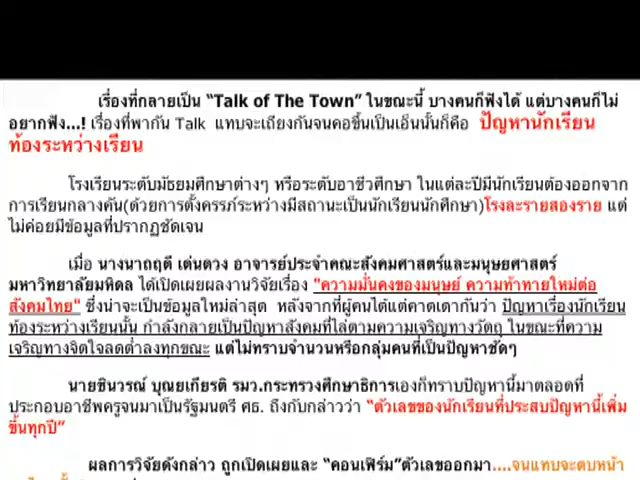 เรื่องที่กลายเป็น “Talk of The Town” ในขณะนี้ บางคนก็ฟังได้ แต่บางคนก็ไม่
อยากฟัง...! เรื่องที่พากัน Talk แทบจะเถียงกันจนคอขึ้นเป็นเอ็นนั้นก็คือ ปัญหานักเรียน
ท้องระหว่างเรียน
โรงเรียนระดับมัธยมศึกษาต่างๆ หรือระดับอาชีวศึกษา ในแต่ละปีมีนักเรียนต้องออกจาก
การเรียนกลางคัน(ด้วยการตั้งครรภ์ระหว่างมีสถานะเป็นนักเรียนนักศึกษา)โรงละรายสองราย แต่
ไม่ค่อยมีข้อมูลที่ปรากฏชัดเจน
เมื่อ นางนาถฤดี เด่นดวง อาจารย์ประจำคณะสังคมศาสตร์และมนุษยศาสตร์
มหาวิทยาลัยมหิดล ได้เปิดเผยผลงานวิจัยเรื่อง "ความมั่นคงของมนุษย์ ความท้าทายใหม่ต่อ
สังคมไทย" ซึ่งน่าจะเป็นข้อมูลใหม่ล่าสุด หลังจากที่ผู้คนได้แต่คาดเดากันว่า ปัญหาเรื่องนักเรียน
ท้องระหว่างเรียนนั้น กำลังกลายเป็นปัญหาสังคมที่ไล่ตามความเจริญทางวัตถุ ในขณะที่ความ
เจริญทางจิตใจลดต่ำลงทุกขณะ แต่ไม่ทราบจำนวนหรือกลุ่มคนที่เป็นปัญหาชัดๆ
นายชินวรณ์ บุณยเกียรติ รมว.กระทรวงศึกษาธิการเองก็ทราบปัญหานี้มาตลอดที่
ประกอบอาชีพครูจนมาเป็นรัฐมนตรี ศธ. ถึงกับกล่าวว่า “ตัวเลขของนักเรียนที่ประสบปัญหานี้เพิ่ม
ขึ้นทุกปี”
ผลการวิจัยดังกล่าว ถูกเปิดเผยและ “คอนเฟิร์ม”ตัวเลขออกมา....จนแทบจะตบหน้า